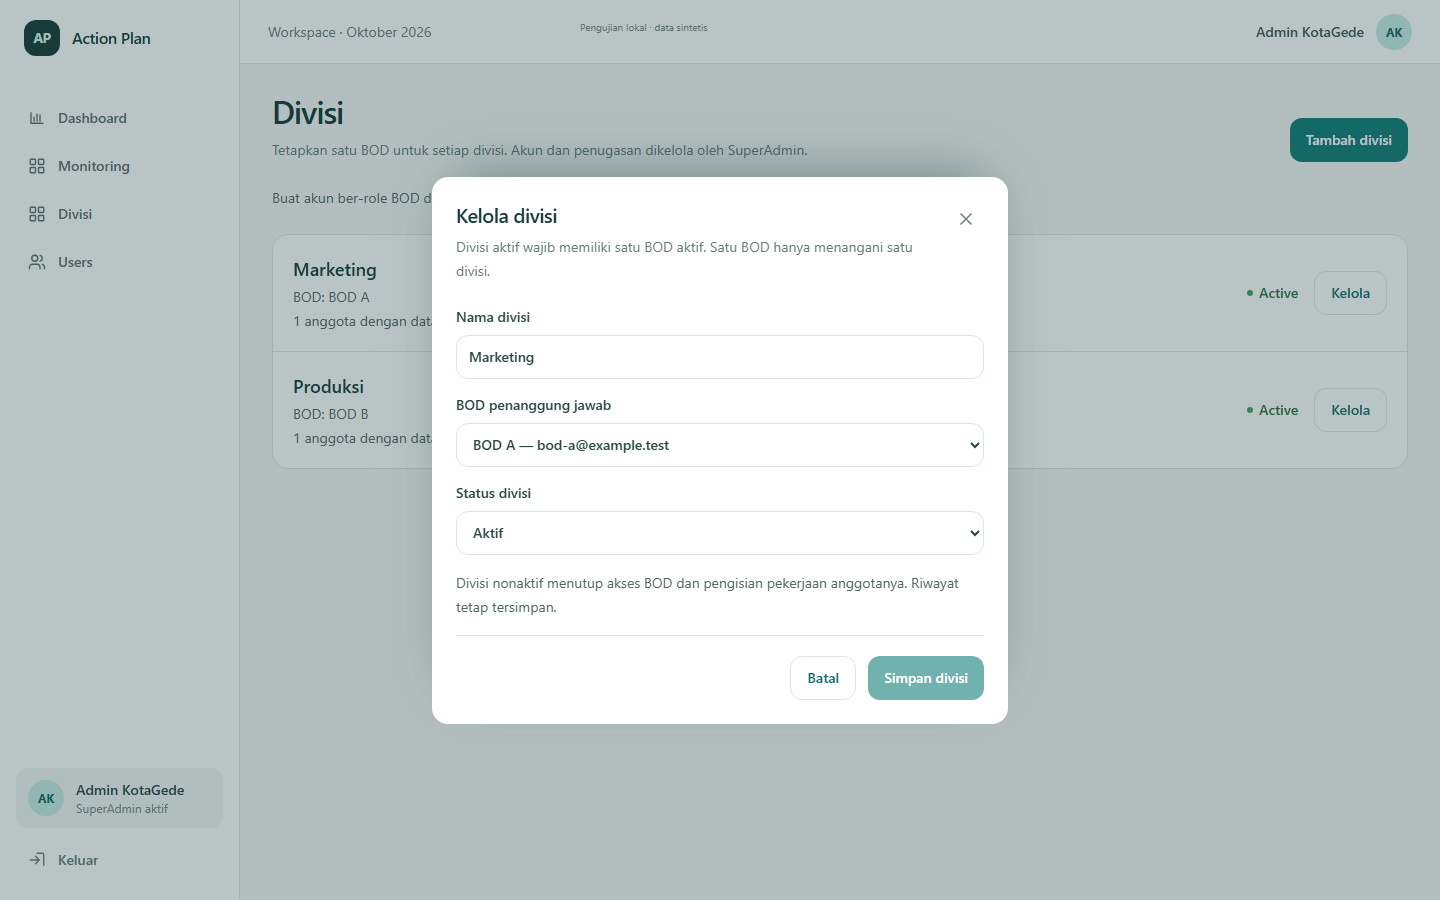 AP Action Plan
Dashboard
Monitoring
Divisi
Users
AK Admin KotaGede
SuperAdmin aktif
Keluar
Workspace · Oktober 2026
Pengujian lokal · data sintetis
Admin KotaGede AK
Divisi
Tetapkan satu BOD untuk setiap divisi. Akun dan penugasan dikelola oleh SuperAdmin.
Tambah divisi
Buat akun ber-role BOD
Marketing
BOD: BOD A
1 anggota dengan
Active Kelola
Produksi
BOD: BOD B
1 anggota dengan
Active Kelola
Kelola divisi
Divisi aktif wajib memiliki satu BOD aktif. Satu BOD hanya menangani satu
divisi.
Nama divisi
Marketing
BOD penanggung jawab
BOD A — bod-a@example.test
Status divisi
Aktif
Divisi nonaktif menutup akses BOD dan pengisian pekerjaan anggotanya. Riwayat
tetap tersimpan.
Batal Simpan divisi